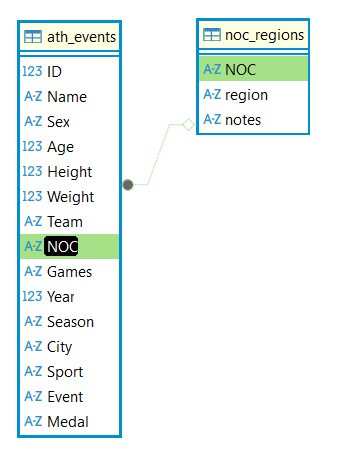 ath_events
123 ID
A-Z Name
A-Z Sex
123 Age
123 Height
123 Weight
A-Z Team
A-Z NOC
A-Z Games
123 Year
A-Z Season
A-Z City
A-Z Sport
A-Z Event
A-Z Medal
noc_regions
A-Z NOC
A-Z region
A-Z notes